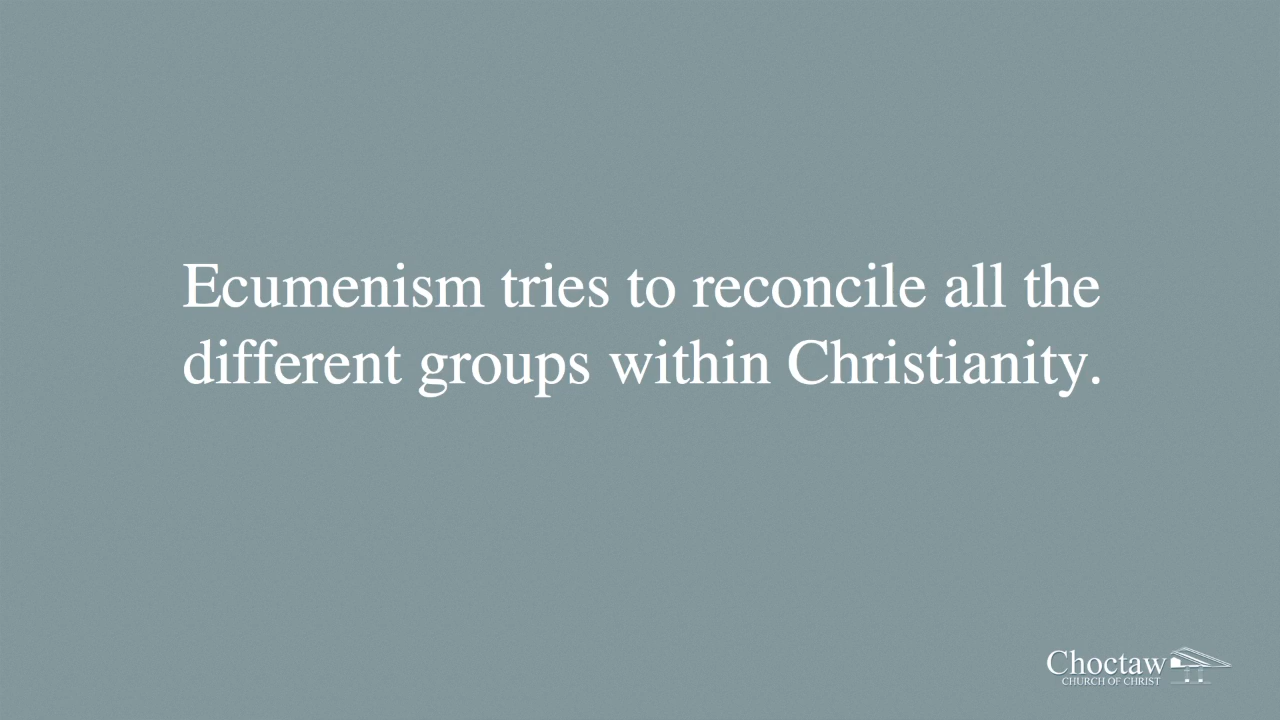 Ecumenism tries to reconcile all the
different groups within Christianity.
Choctaw
CHURCH OF CHRIST